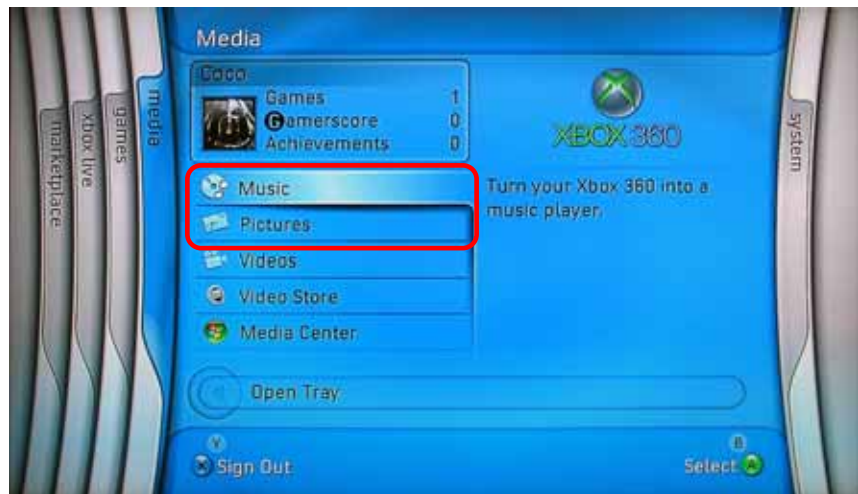 Media
Coco
Games 1
Gamerscore 0
Achievements 0
XBOX 360
Music
Pictures
Videos
Video Store
Media Center
Turn your Xbox 360 into a
music player.
Open Tray
Y
X Sign Out
B
Select A
marketplace
xbox live
games
media
system